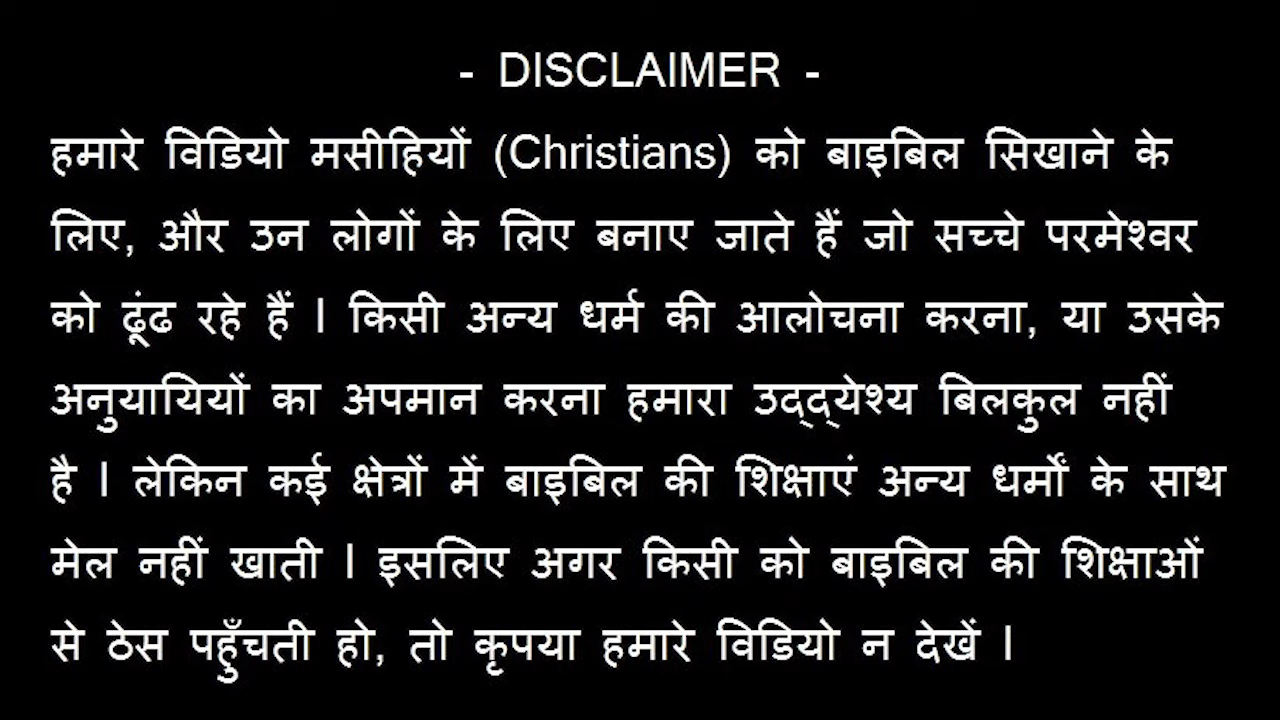 - DISCLAIMER -
हमारे विडियो मसीहियों (Christians) को बाइबिल सिखाने के
लिए, और उन लोगों के लिए बनाए जाते हैं जो सच्चे परमेश्वर
को ढूंढ रहे हैं । किसी अन्य धर्म की आलोचना करना, या उसके
अनुयायियों का अपमान करना हमारा उद्द्येश्य बिलकुल नहीं
है । लेकिन कई क्षेत्रों में बाइबिल की शिक्षाएं अन्य धर्मों के साथ
मेल नहीं खाती । इसलिए अगर किसी को बाइबिल की शिक्षाओं
से ठेस पहुँचती हो, तो कृपया हमारे विडियो न देखें ।